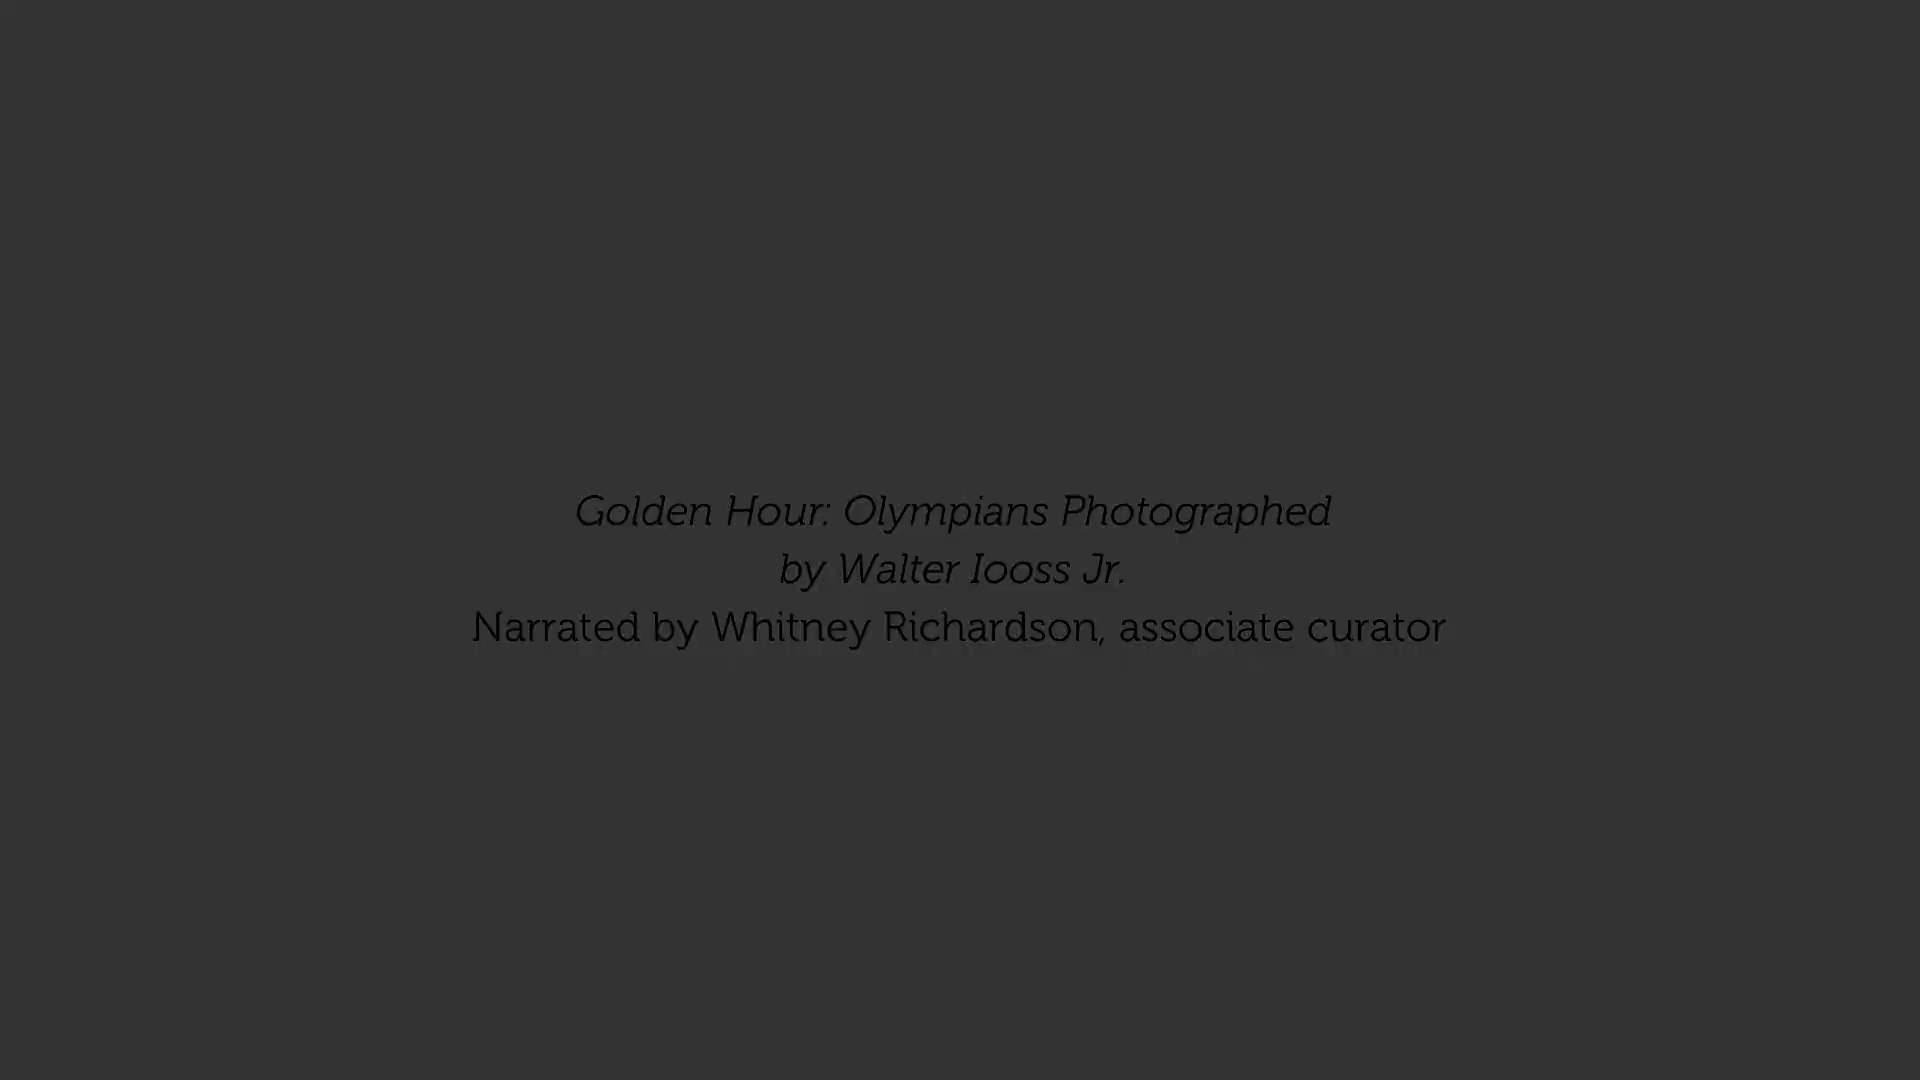 Golden Hour: Olympians Photographed
by Walter Iooss Jr.
Narrated by Whitney Richardson, associate curator